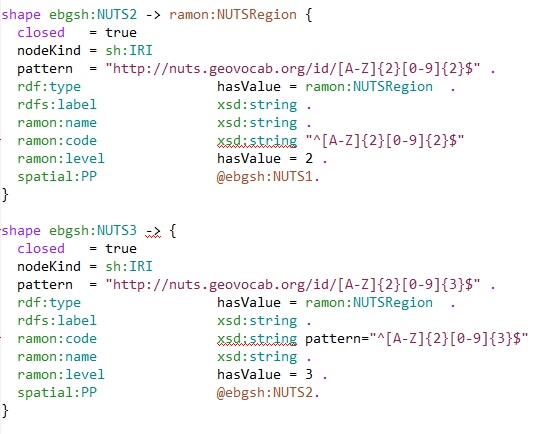 shape ebgsh:NUTS2 -> ramon:NUTSRegion {
  closed   = true
  nodeKind = sh:IRI
  pattern  = "http://nuts.geovocab.org/id/[A-Z]{2}[0-9]{2}$" .
  rdf:type                 hasValue = ramon:NUTSRegion  .
  rdfs:label               xsd:string .
  ramon:name               xsd:string .
  ramon:code               xsd:string "^[A-Z]{2}[0-9]{2}$"
  ramon:level              hasValue = 2 .
  spatial:PP               @ebgsh:NUTS1.
}

shape ebgsh:NUTS3 -> {
  closed   = true
  nodeKind = sh:IRI
  pattern  = "http://nuts.geovocab.org/id/[A-Z]{2}[0-9]{3}$" .
  rdf:type                 hasValue = ramon:NUTSRegion  .
  rdfs:label               xsd:string .
  ramon:code               xsd:string pattern="^[A-Z]{2}[0-9]{3}$"
  ramon:name               xsd:string .
  ramon:level              hasValue = 3 .
  spatial:PP               @ebgsh:NUTS2.
}